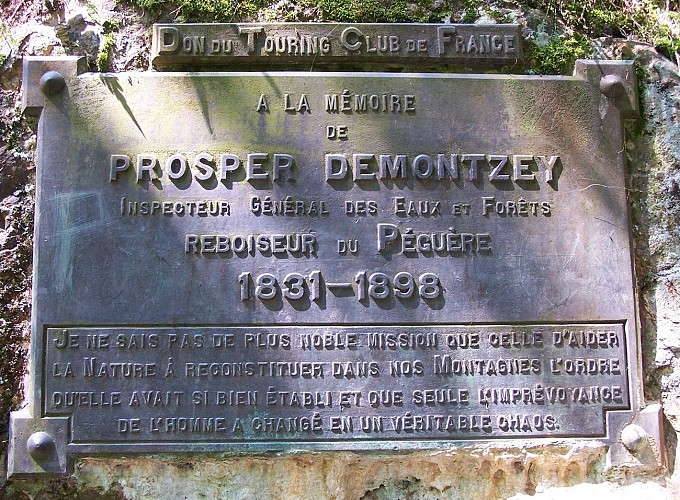 DON DU TOURING CLUB DE FRANCE
A LA MÉMOIRE
DE
PROSPER DEMONTZEY
INSPECTEUR GÉNÉRAL DES EAUX ET FORÊTS
REBOISEUR DU PÉGUÈRE
1831-1898
JE NE SAIS PAS DE PLUS NOBLE MISSION QUE CELLE D'AIDER
LA NATURE À RECONSTITUER DANS NOS MONTAGNES L'ORDRE
QU'ELLE AVAIT SI BIEN ÉTABLI ET QUE SEULE L'IMPRÉVOYANCE
DE L'HOMME A CHANGÉ EN UN VÉRITABLE CHAOS.